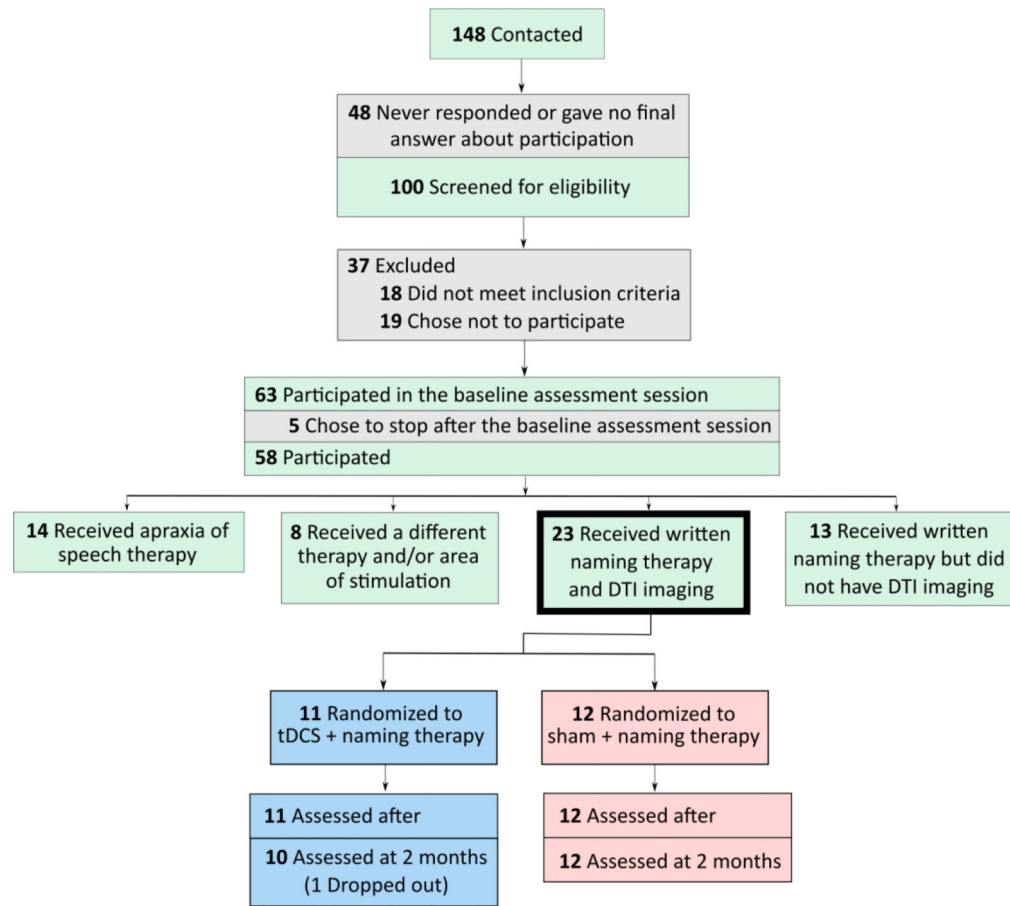 148 Contacted
48 Never responded or gave no final
answer about participation
100 Screened for eligibility
37 Excluded
18 Did not meet inclusion criteria
19 Chose not to participate
63 Participated in the baseline assessment session
5 Chose to stop after the baseline assessment session
58 Participated
14 Received apraxia of
speech therapy
8 Received a different
therapy and/or area
of stimulation
23 Received written
naming therapy
and DTI imaging
13 Received written
naming therapy but did
not have DTI imaging
11 Randomized to
tDCS + naming therapy
12 Randomized to
sham + naming therapy
11 Assessed after
10 Assessed at 2 months
(1 Dropped out)
12 Assessed after
12 Assessed at 2 months